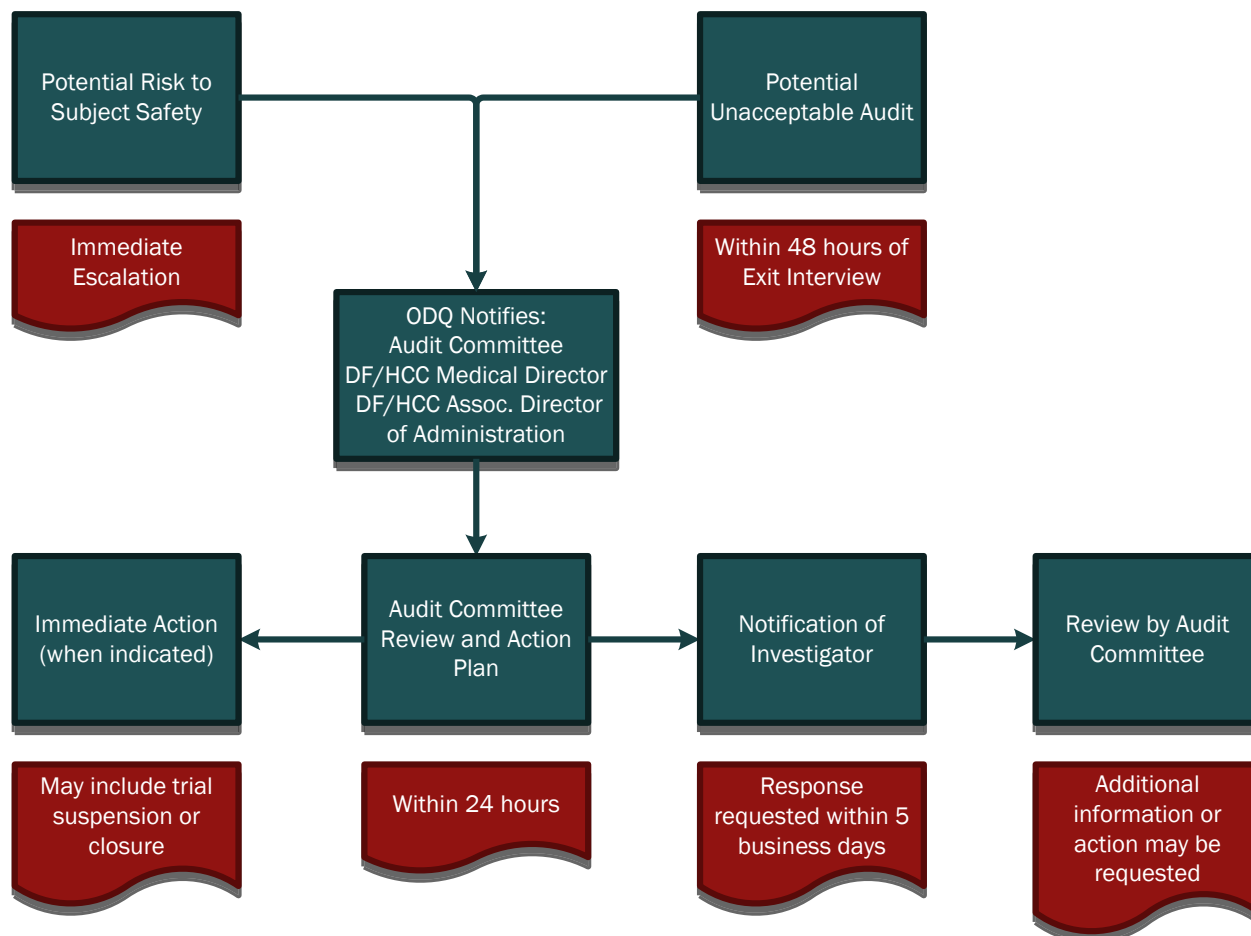 Potential Risk to
Subject Safety
Potential
Unacceptable Audit
Immediate
Escalation
Within 48 hours of
Exit Interview
ODQ Notifies:
Audit Committee
DF/HCC Medical Director
DF/HCC Assoc. Director
of Administration
Immediate Action
(when indicated)
Audit Committee
Review and Action
Plan
Notification of
Investigator
Review by Audit
Committee
May include trial
suspension or
closure
Within 24 hours
Response
requested within 5
business days
Additional
information or
action may be
requested